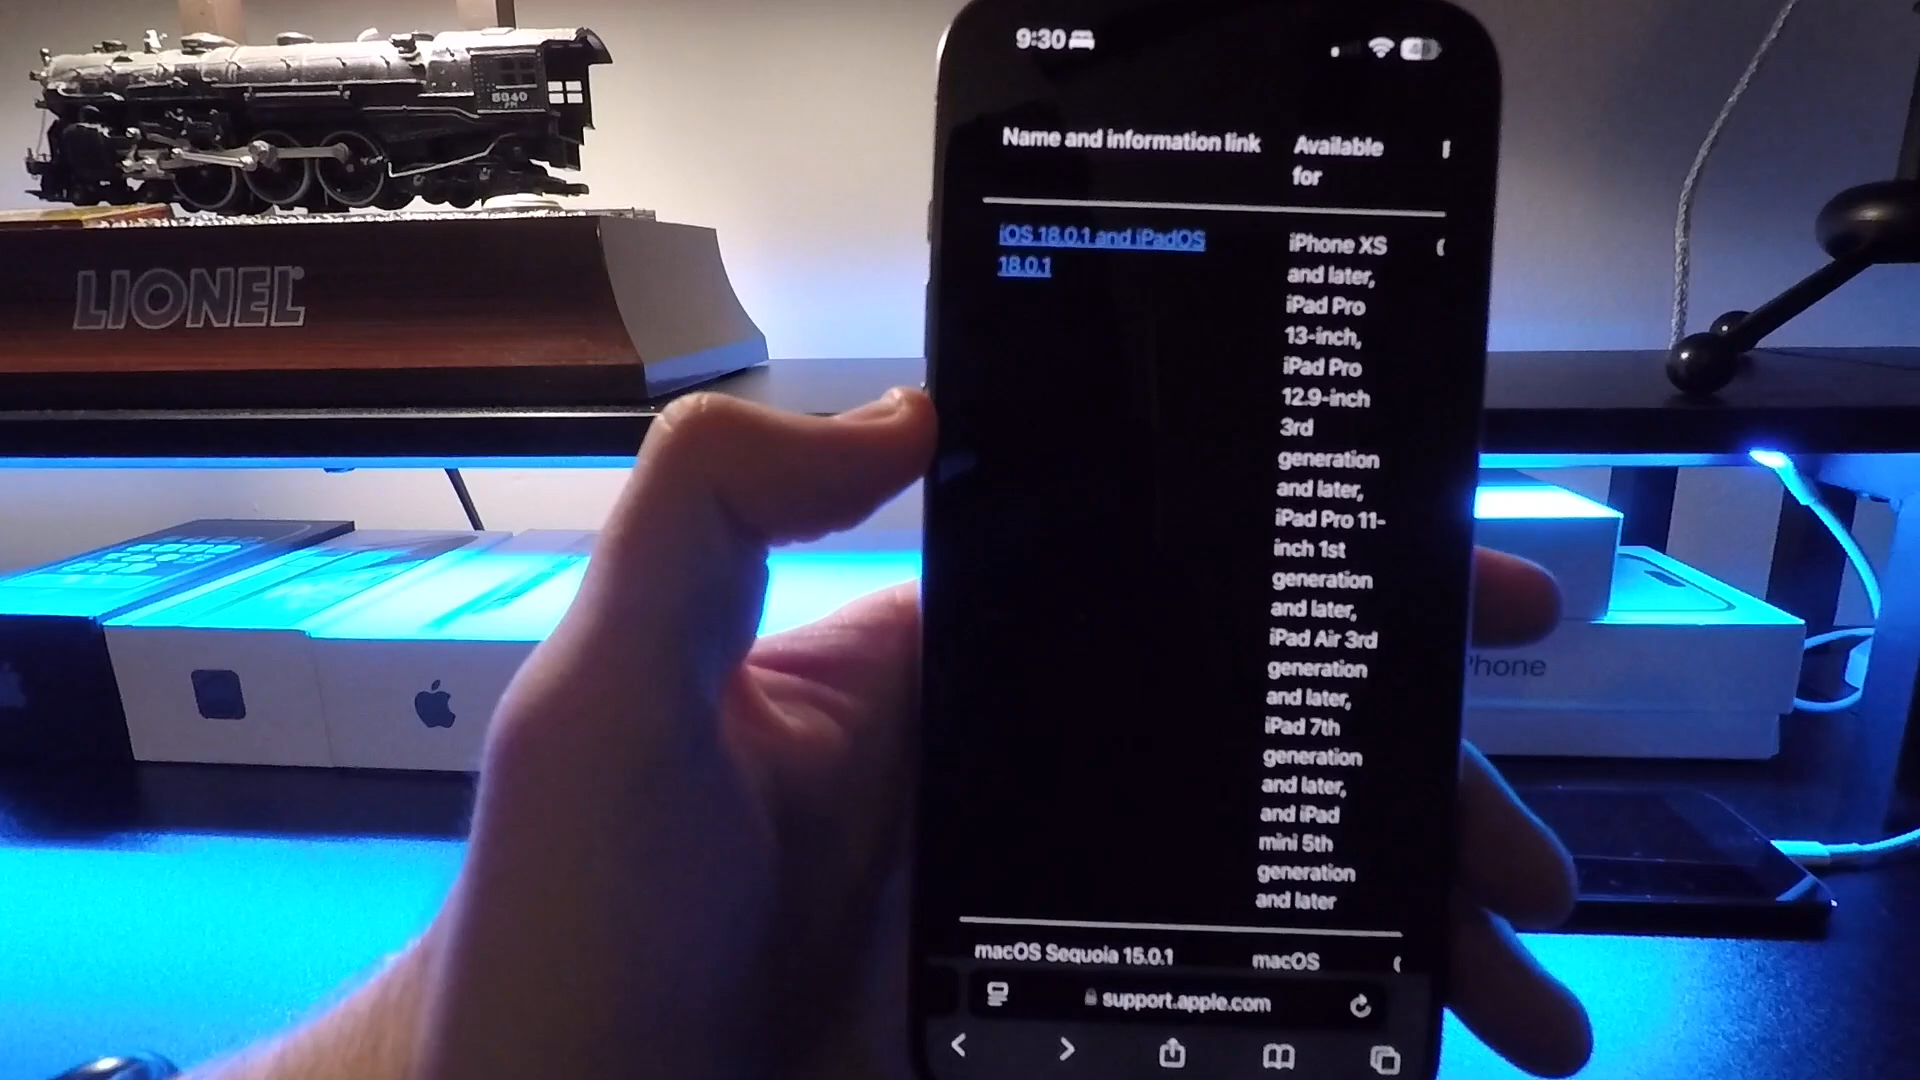 9:30
5340
LIONEL
Name and information link
Available
for
iOS 18.0.1 and iPadOS
18.0.1
iPhone XS
and later,
iPad Pro
13-inch,
iPad Pro
12.9-inch
3rd
generation
and later,
iPad Pro 11-
inch 1st
generation
and later,
iPad Air 3rd
generation
and later,
iPad 7th
generation
and later,
and iPad
mini 5th
generation
and later
macOS Sequoia 15.0.1
macOS
support.apple.com
Phone